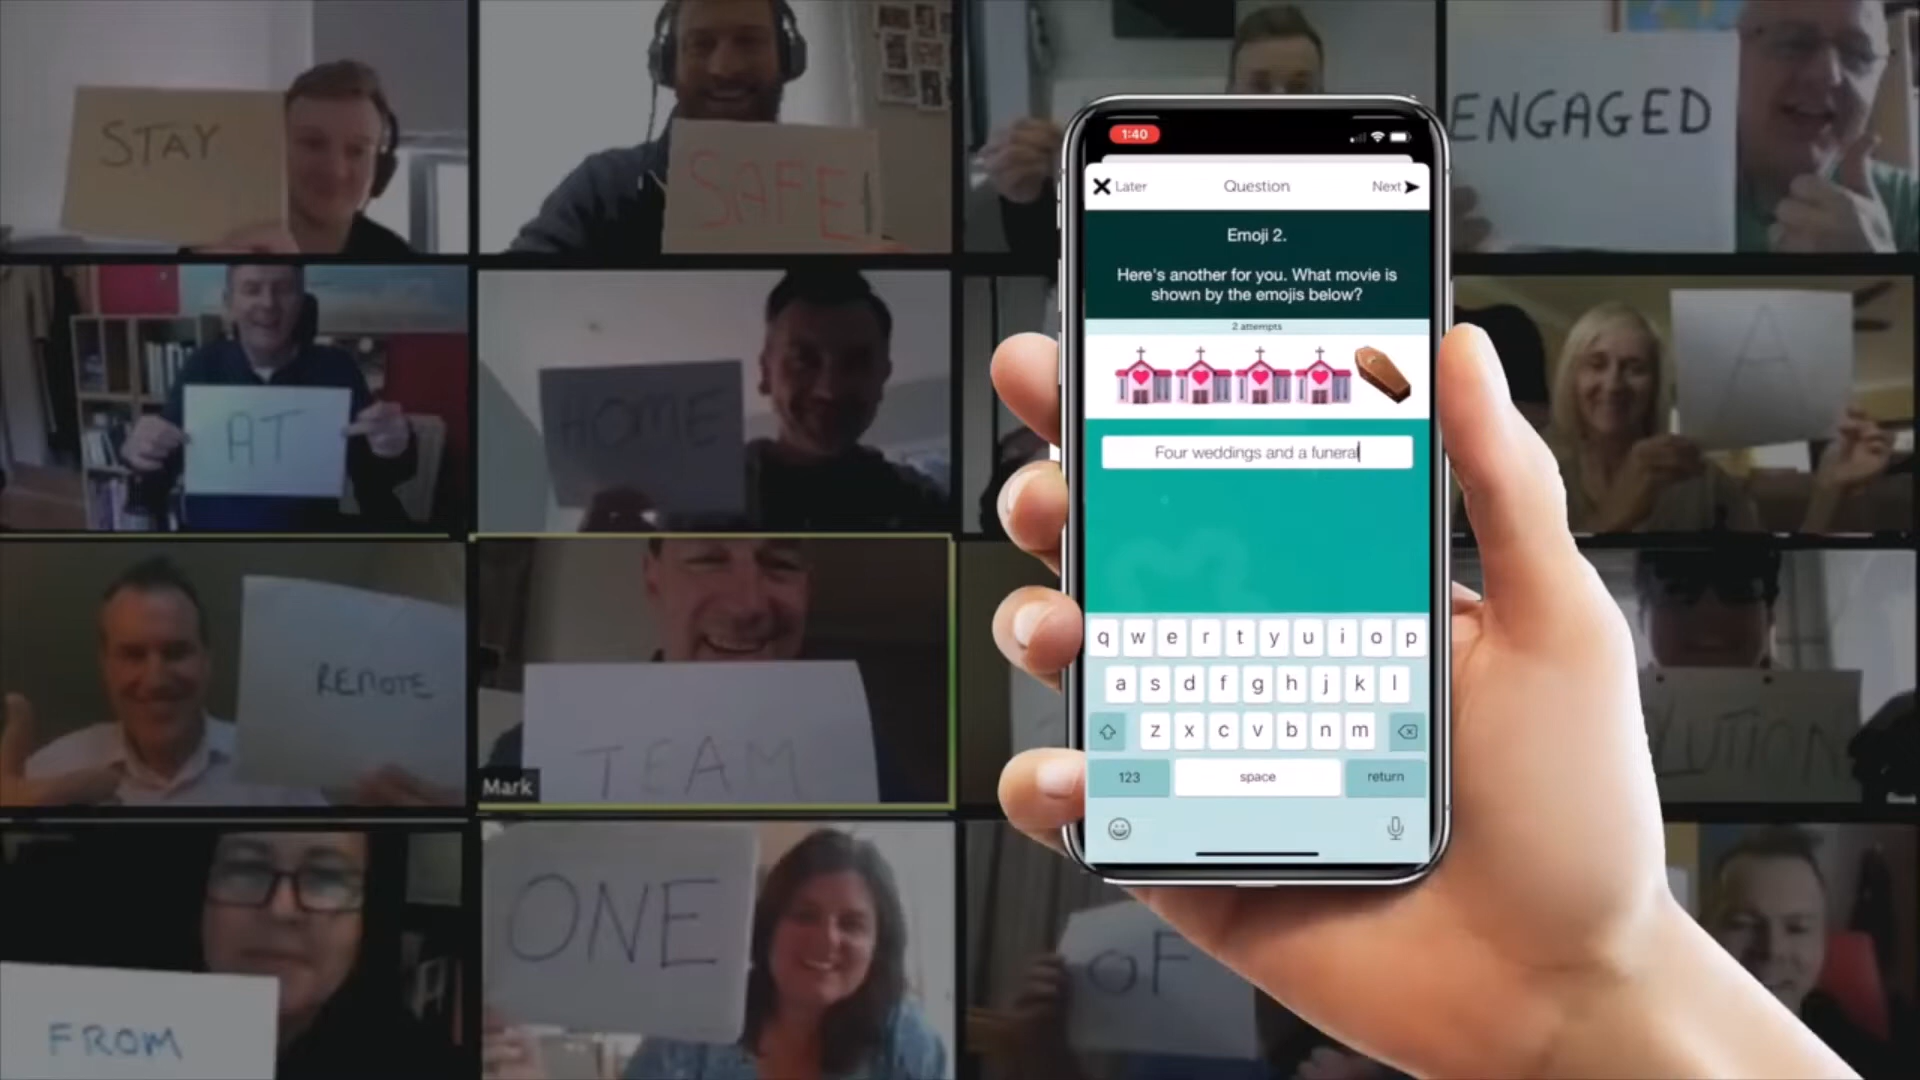 STAY
SAFE!
ENGAGED
AT
HOME
A
REMOTE
TEAM
Mark
LUTION
FROM
ONE
OF
1:40
Later
Question
Next
Emoji 2.
Here's another for you. What movie is
shown by the emojis below?
2 attempts
Four weddings and a funeral
q w e r t y u i o p
a s d f g h j k l
z x c v b n m
123
space
return